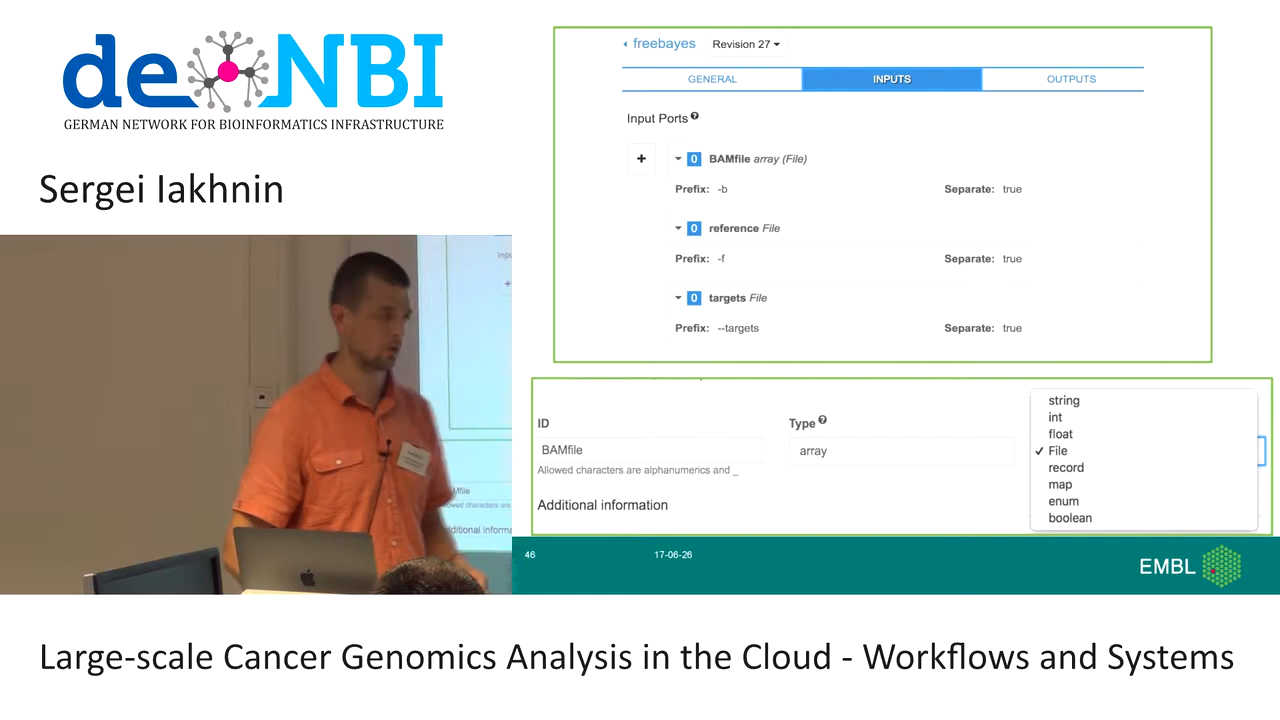 de NBI
GERMAN NETWORK FOR BIOINFORMATICS INFRASTRUCTURE
Sergei Iakhnin
freebayes Revision 27
GENERAL INPUTS OUTPUTS
Input Ports
0 BAMfile array (File)
Prefix: -b Separate: true
0 reference File
Prefix: -f Separate: true
0 targets File
Prefix: --targets Separate: true
ID Type
BAMfile array
Allowed characters are alphanumerics and _
Additional information
string
int
float
File
record
map
enum
boolean
46 17-06-26
EMBL
Large-scale Cancer Genomics Analysis in the Cloud - Workflows and Systems